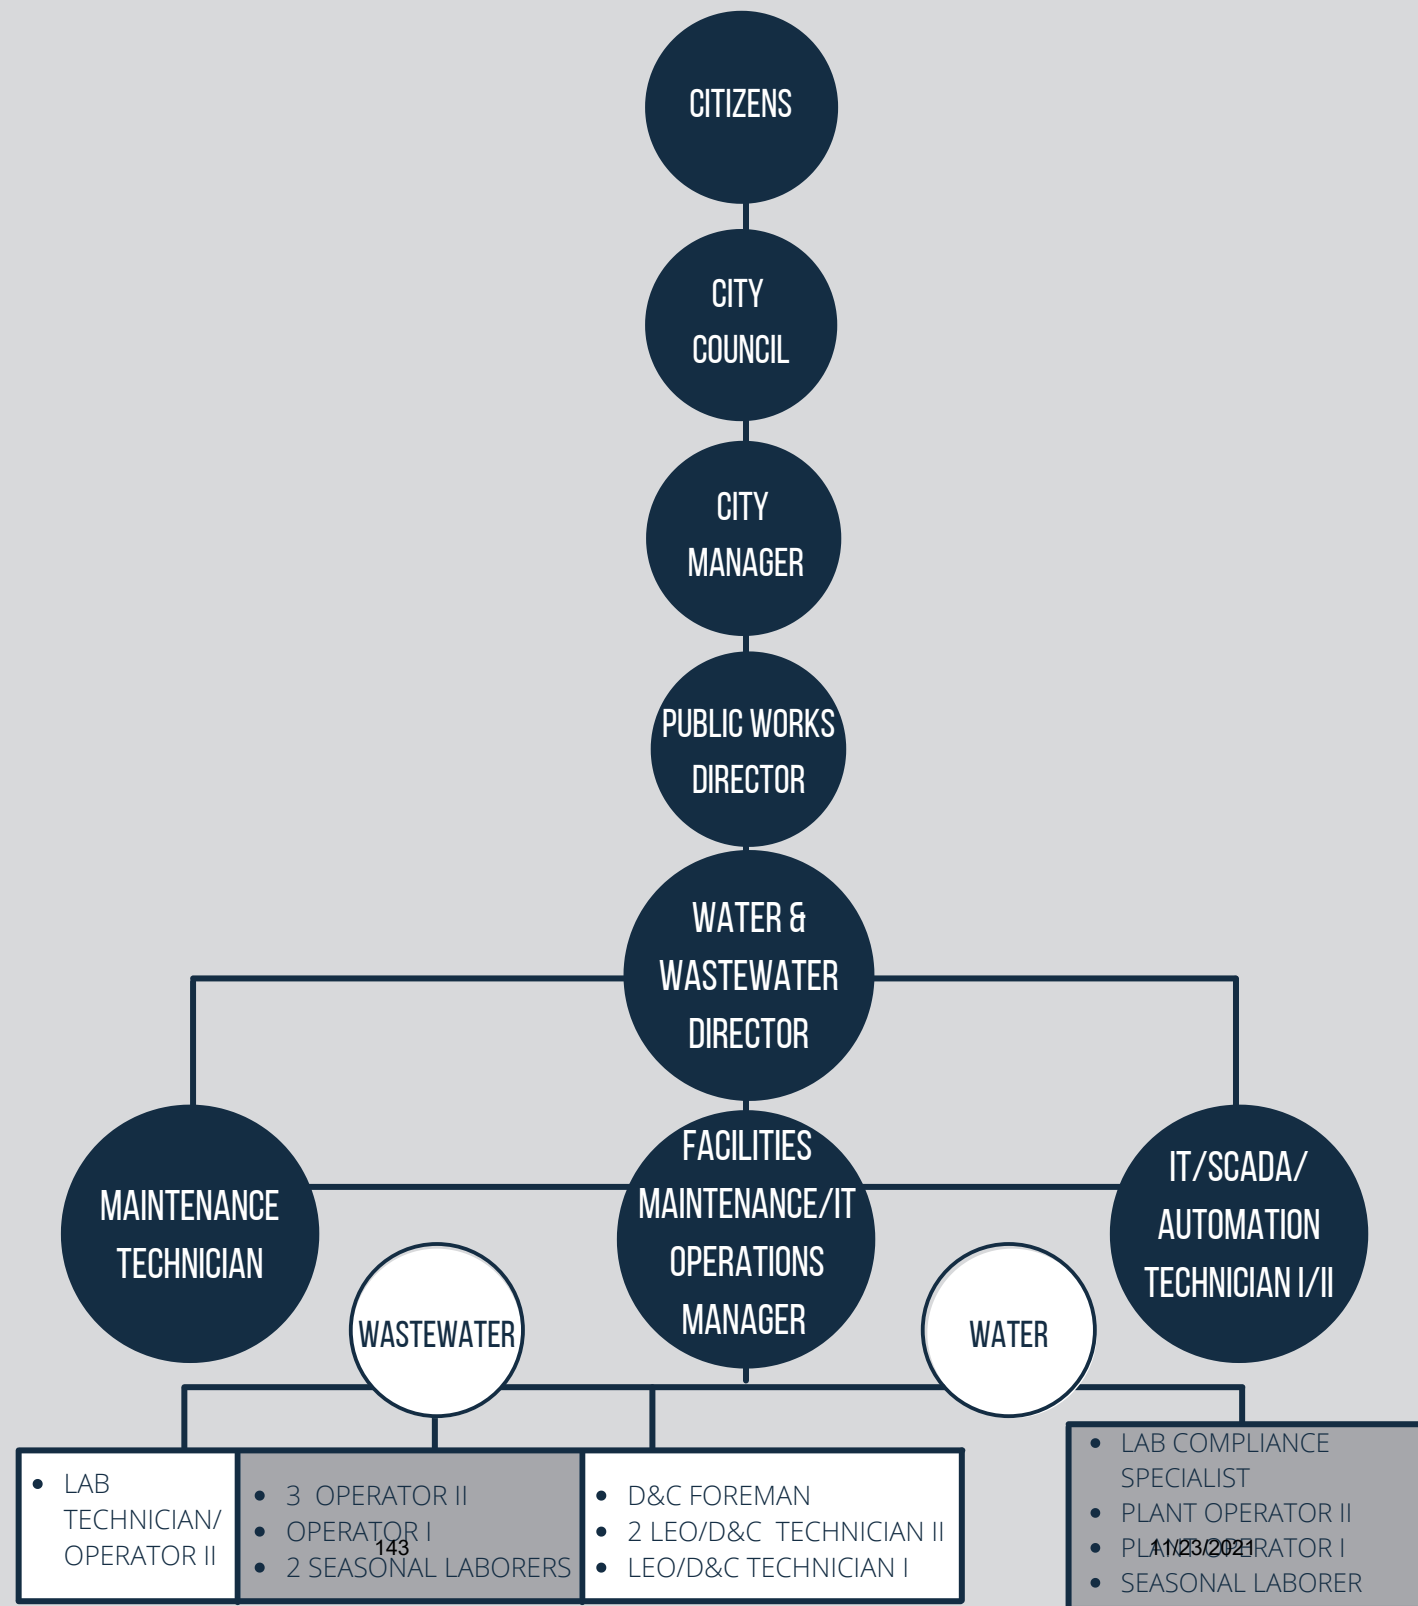 CITIZENS
CITY
COUNCIL
CITY
MANAGER
PUBLIC WORKS
DIRECTOR
WATER &
WASTEWATER
DIRECTOR
MAINTENANCE
TECHNICIAN
FACILITIES
MAINTENANCE/IT
OPERATIONS
MANAGER
IT/SCADA/
AUTOMATION
TECHNICIAN I/II
WASTEWATER
WATER
• LAB
TECHNICIAN/
OPERATOR II
• 3 OPERATOR II
• OPERATOR I
• 2 SEASONAL LABORERS
• D&C FOREMAN
• 2 LEO/D&C TECHNICIAN II
• LEO/D&C TECHNICIAN I
• LAB COMPLIANCE
SPECIALIST
• PLANT OPERATOR II
• PLANT OPERATOR I
• SEASONAL LABORER
143
11/23/2021